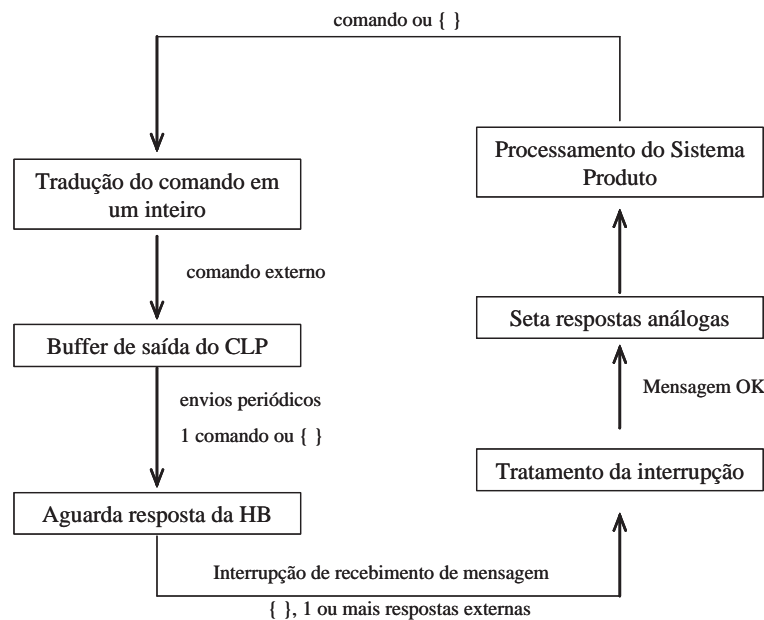 comando ou { }
Processamento do Sistema
Produto
Tradução do comando em
um inteiro
comando externo
Seta respostas análogas
Buffer de saída do CLP
envios periódicos
1 comando ou { }
Mensagem OK
Tratamento da interrupção
Aguarda resposta da HB
Interrupção de recebimento de mensagem
{ }, 1 ou mais respostas externas